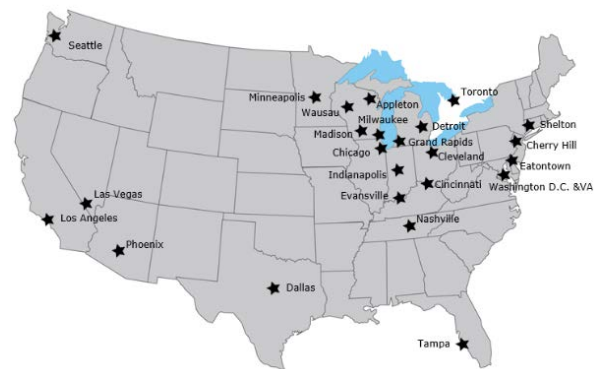 Seattle
Minneapolis
Wausau
Appleton
Toronto
Milwaukee
Madison
Detroit
Shelton
Grand Rapids
Cherry Hill
Chicago
Cleveland
Eatontown
Indianapolis
Cincinnati
Washington D.C. &VA
Evansville
Las Vegas
Los Angeles
Nashville
Phoenix
Dallas
Tampa